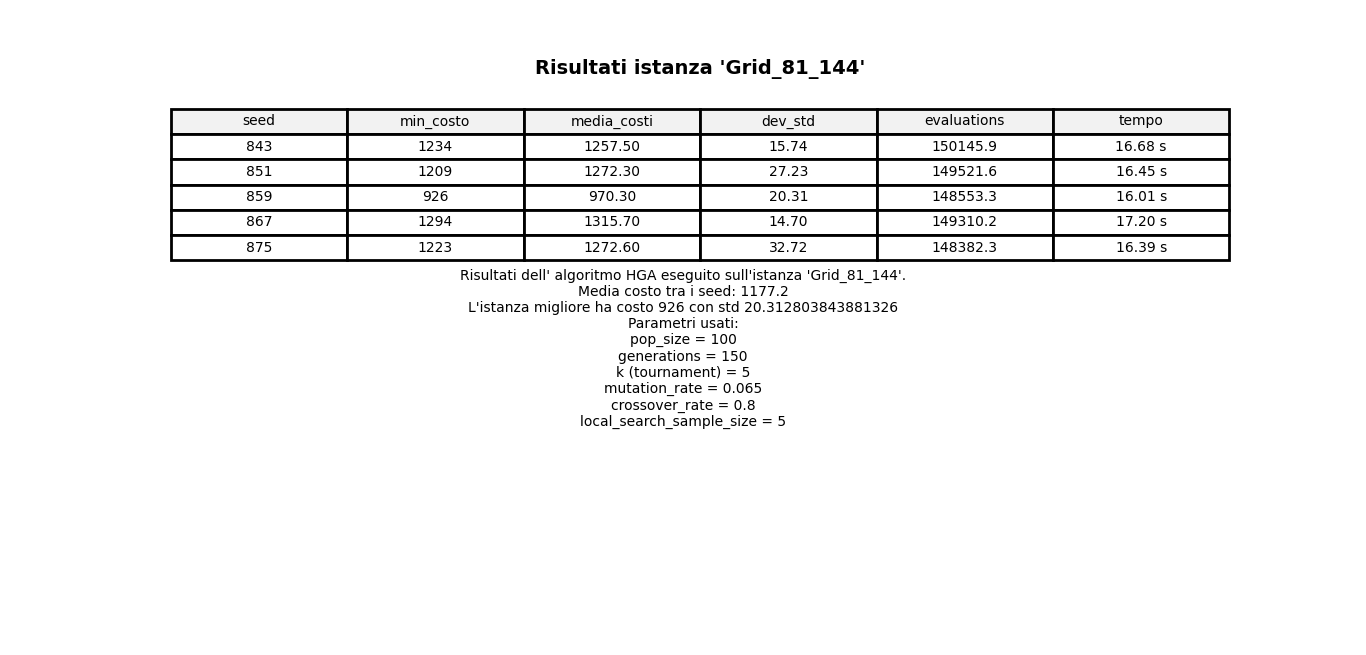 Risultati istanza 'Grid_81_144'
seed min_costo media_costi dev_std evaluations tempo
843 1234 1257.50 15.74 150145.9 16.68 s
851 1209 1272.30 27.23 149521.6 16.45 s
859 926 970.30 20.31 148553.3 16.01 s
867 1294 1315.70 14.70 149310.2 17.20 s
875 1223 1272.60 32.72 148382.3 16.39 s
Risultati dell' algoritmo HGA eseguito sull'istanza 'Grid_81_144'.
Media costo tra i seed: 1177.2
L'istanza migliore ha costo 926 con std 20.312803843881326
Parametri usati:
pop_size = 100
generations = 150
k (tournament) = 5
mutation_rate = 0.065
crossover_rate = 0.8
local_search_sample_size = 5